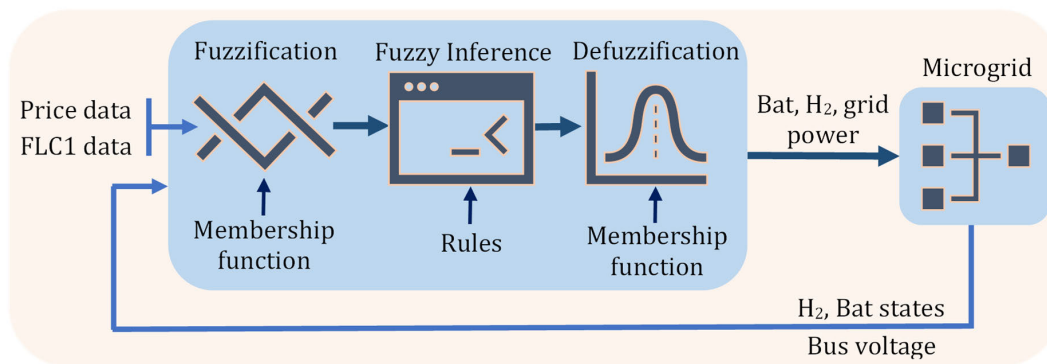 Fuzzification
Fuzzy Inference
Defuzzification
Microgrid
Price data
FLC1 data
Bat, H₂, grid
power
Membership
function
Rules
Membership
function
H₂, Bat states
Bus voltage